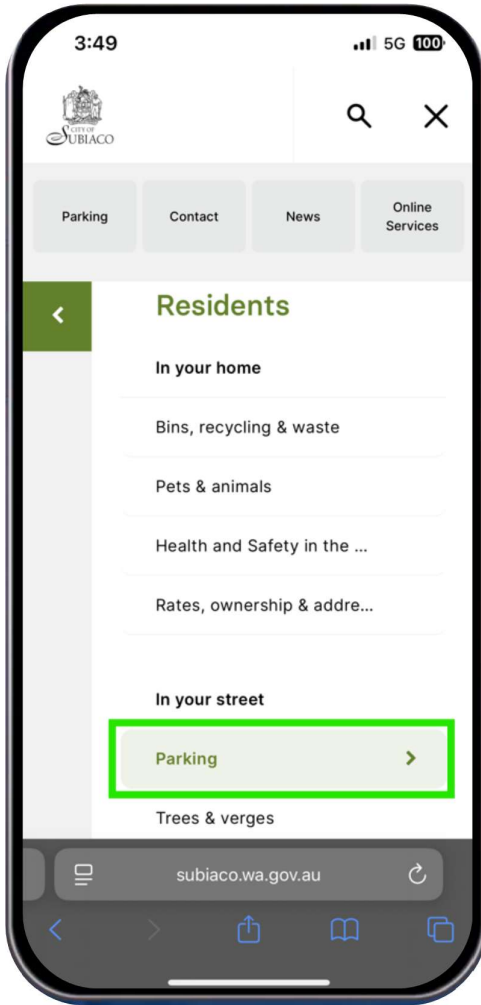 3:49
5G 100
CITY OF
SUBIACO
Parking
Contact
News
Online
Services
Residents
In your home
Bins, recycling & waste
Pets & animals
Health and Safety in the ...
Rates, ownership & addre...
In your street
Parking
Trees & verges
subiaco.wa.gov.au